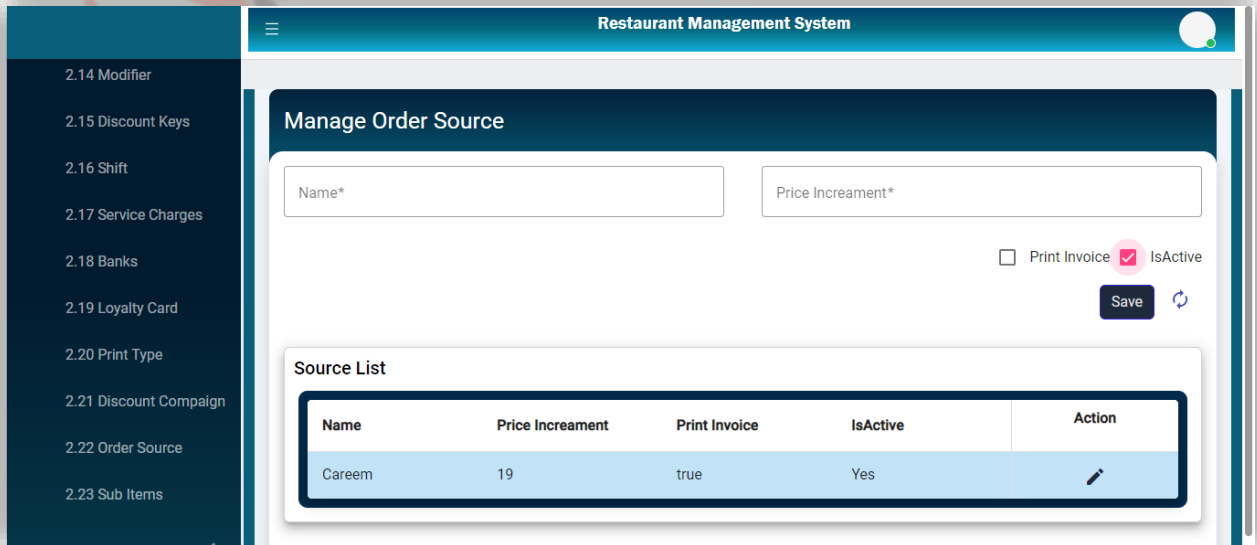 Restaurant Management System
2.14 Modifier
2.15 Discount Keys
2.16 Shift
2.17 Service Charges
2.18 Banks
2.19 Loyalty Card
2.20 Print Type
2.21 Discount Compaign
2.22 Order Source
2.23 Sub Items
Manage Order Source
Name* Price Increament*
Print Invoice IsActive
Save
Source List
Name Price Increament Print Invoice IsActive Action
Careem 19 true Yes